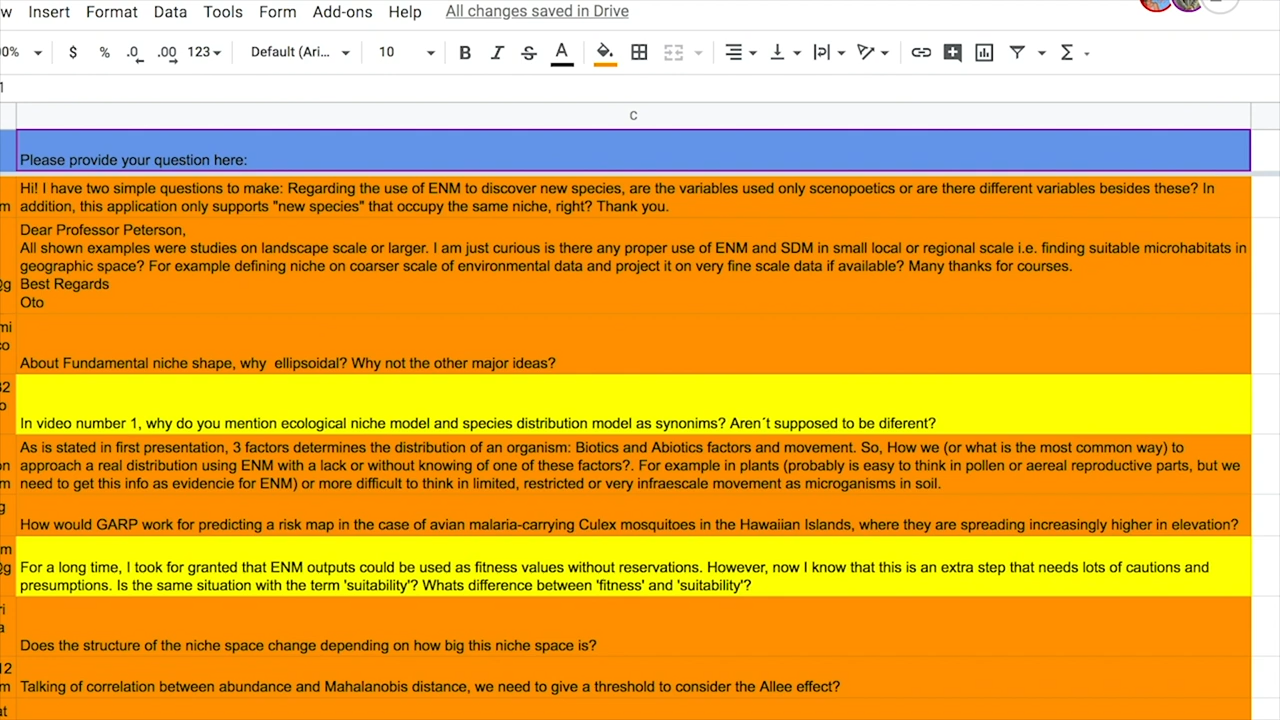 w Insert Format Data Tools Form Add-ons Help All changes saved in Drive
0% $ % .0 .00 123 Default (Ari... 10 B I S A Σ
1
C
Please provide your question here:
Hi! I have two simple questions to make: Regarding the use of ENM to discover new species, are the variables used only scenopoetics or are there different variables besides these? In
m addition, this application only supports "new species" that occupy the same niche, right? Thank you.
Dear Professor Peterson,
All shown examples were studies on landscape scale or larger. I am just curious is there any proper use of ENM and SDM in small local or regional scale i.e. finding suitable microhabitats in
geographic space? For example defining niche on coarser scale of environmental data and project it on very fine scale data if available? Many thanks for courses.
Best Regards
Oto
mi
co
About Fundamental niche shape, why  ellipsoidal? Why not the other major ideas?
32
o
In video number 1, why do you mention ecological niche model and species distribution model as synonims? Aren´t supposed to be diferent?
As is stated in first presentation, 3 factors determines the distribution of an organism: Biotics and Abiotics factors and movement. So, How we (or what is the most common way) to
on approach a real distribution using ENM with a lack or without knowing of one of these factors?. For example in plants (probably is easy to think in pollen or aereal reproductive parts, but we
m need to get this info as evidencie for ENM) or more difficult to think in limited, restricted or very infraescale movement as microganisms in soil.
g
How would GARP work for predicting a risk map in the case of avian malaria-carrying Culex mosquitoes in the Hawaiian Islands, where they are spreading increasingly higher in elevation?
m
For a long time, I took for granted that ENM outputs could be used as fitness values without reservations. However, now I know that this is an extra step that needs lots of cautions and
presumptions. Is the same situation with the term 'suitability'? Whats difference between 'fitness' and 'suitability'?
ri
a
Does the structure of the niche space change depending on how big this niche space is?
12
m Talking of correlation between abundance and Mahalanobis distance, we need to give a threshold to consider the Allee effect?
at